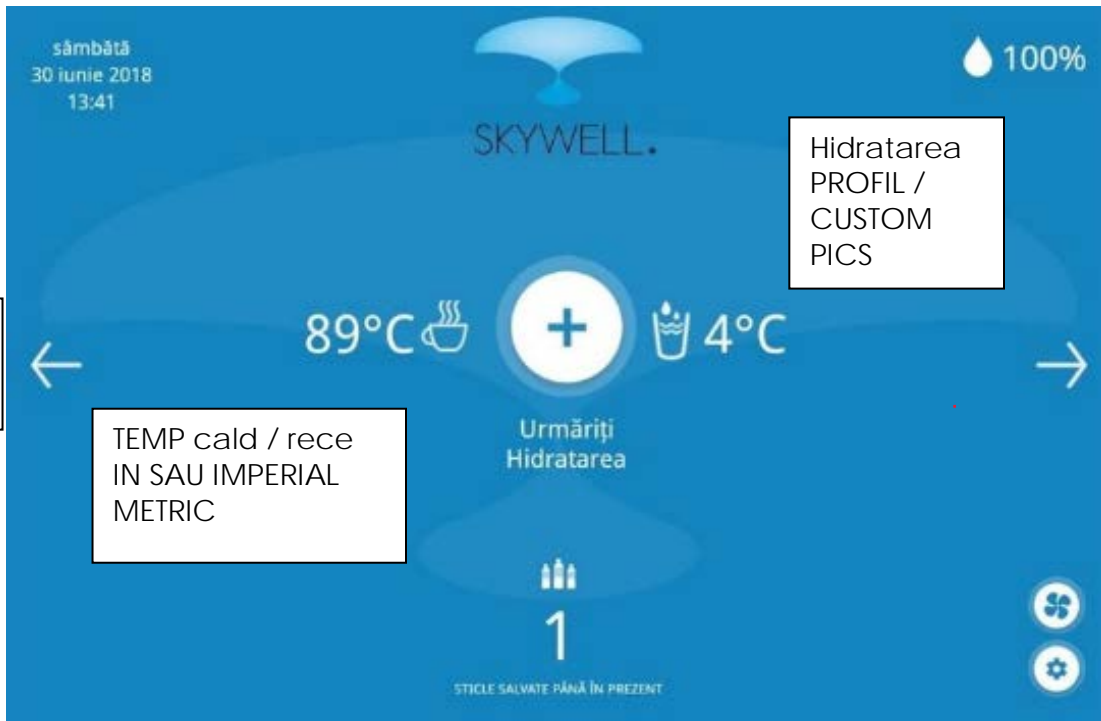 sâmbătă
30 iunie 2018
13:41
SKYWELL.
100%
Hidratarea
PROFIL /
CUSTOM
PICS
89°C
4°C
TEMP cald / rece
IN SAU IMPERIAL
METRIC
Urmăriți
Hidratarea
1
STICLE SALVATE PÂNĂ ÎN PREZENT